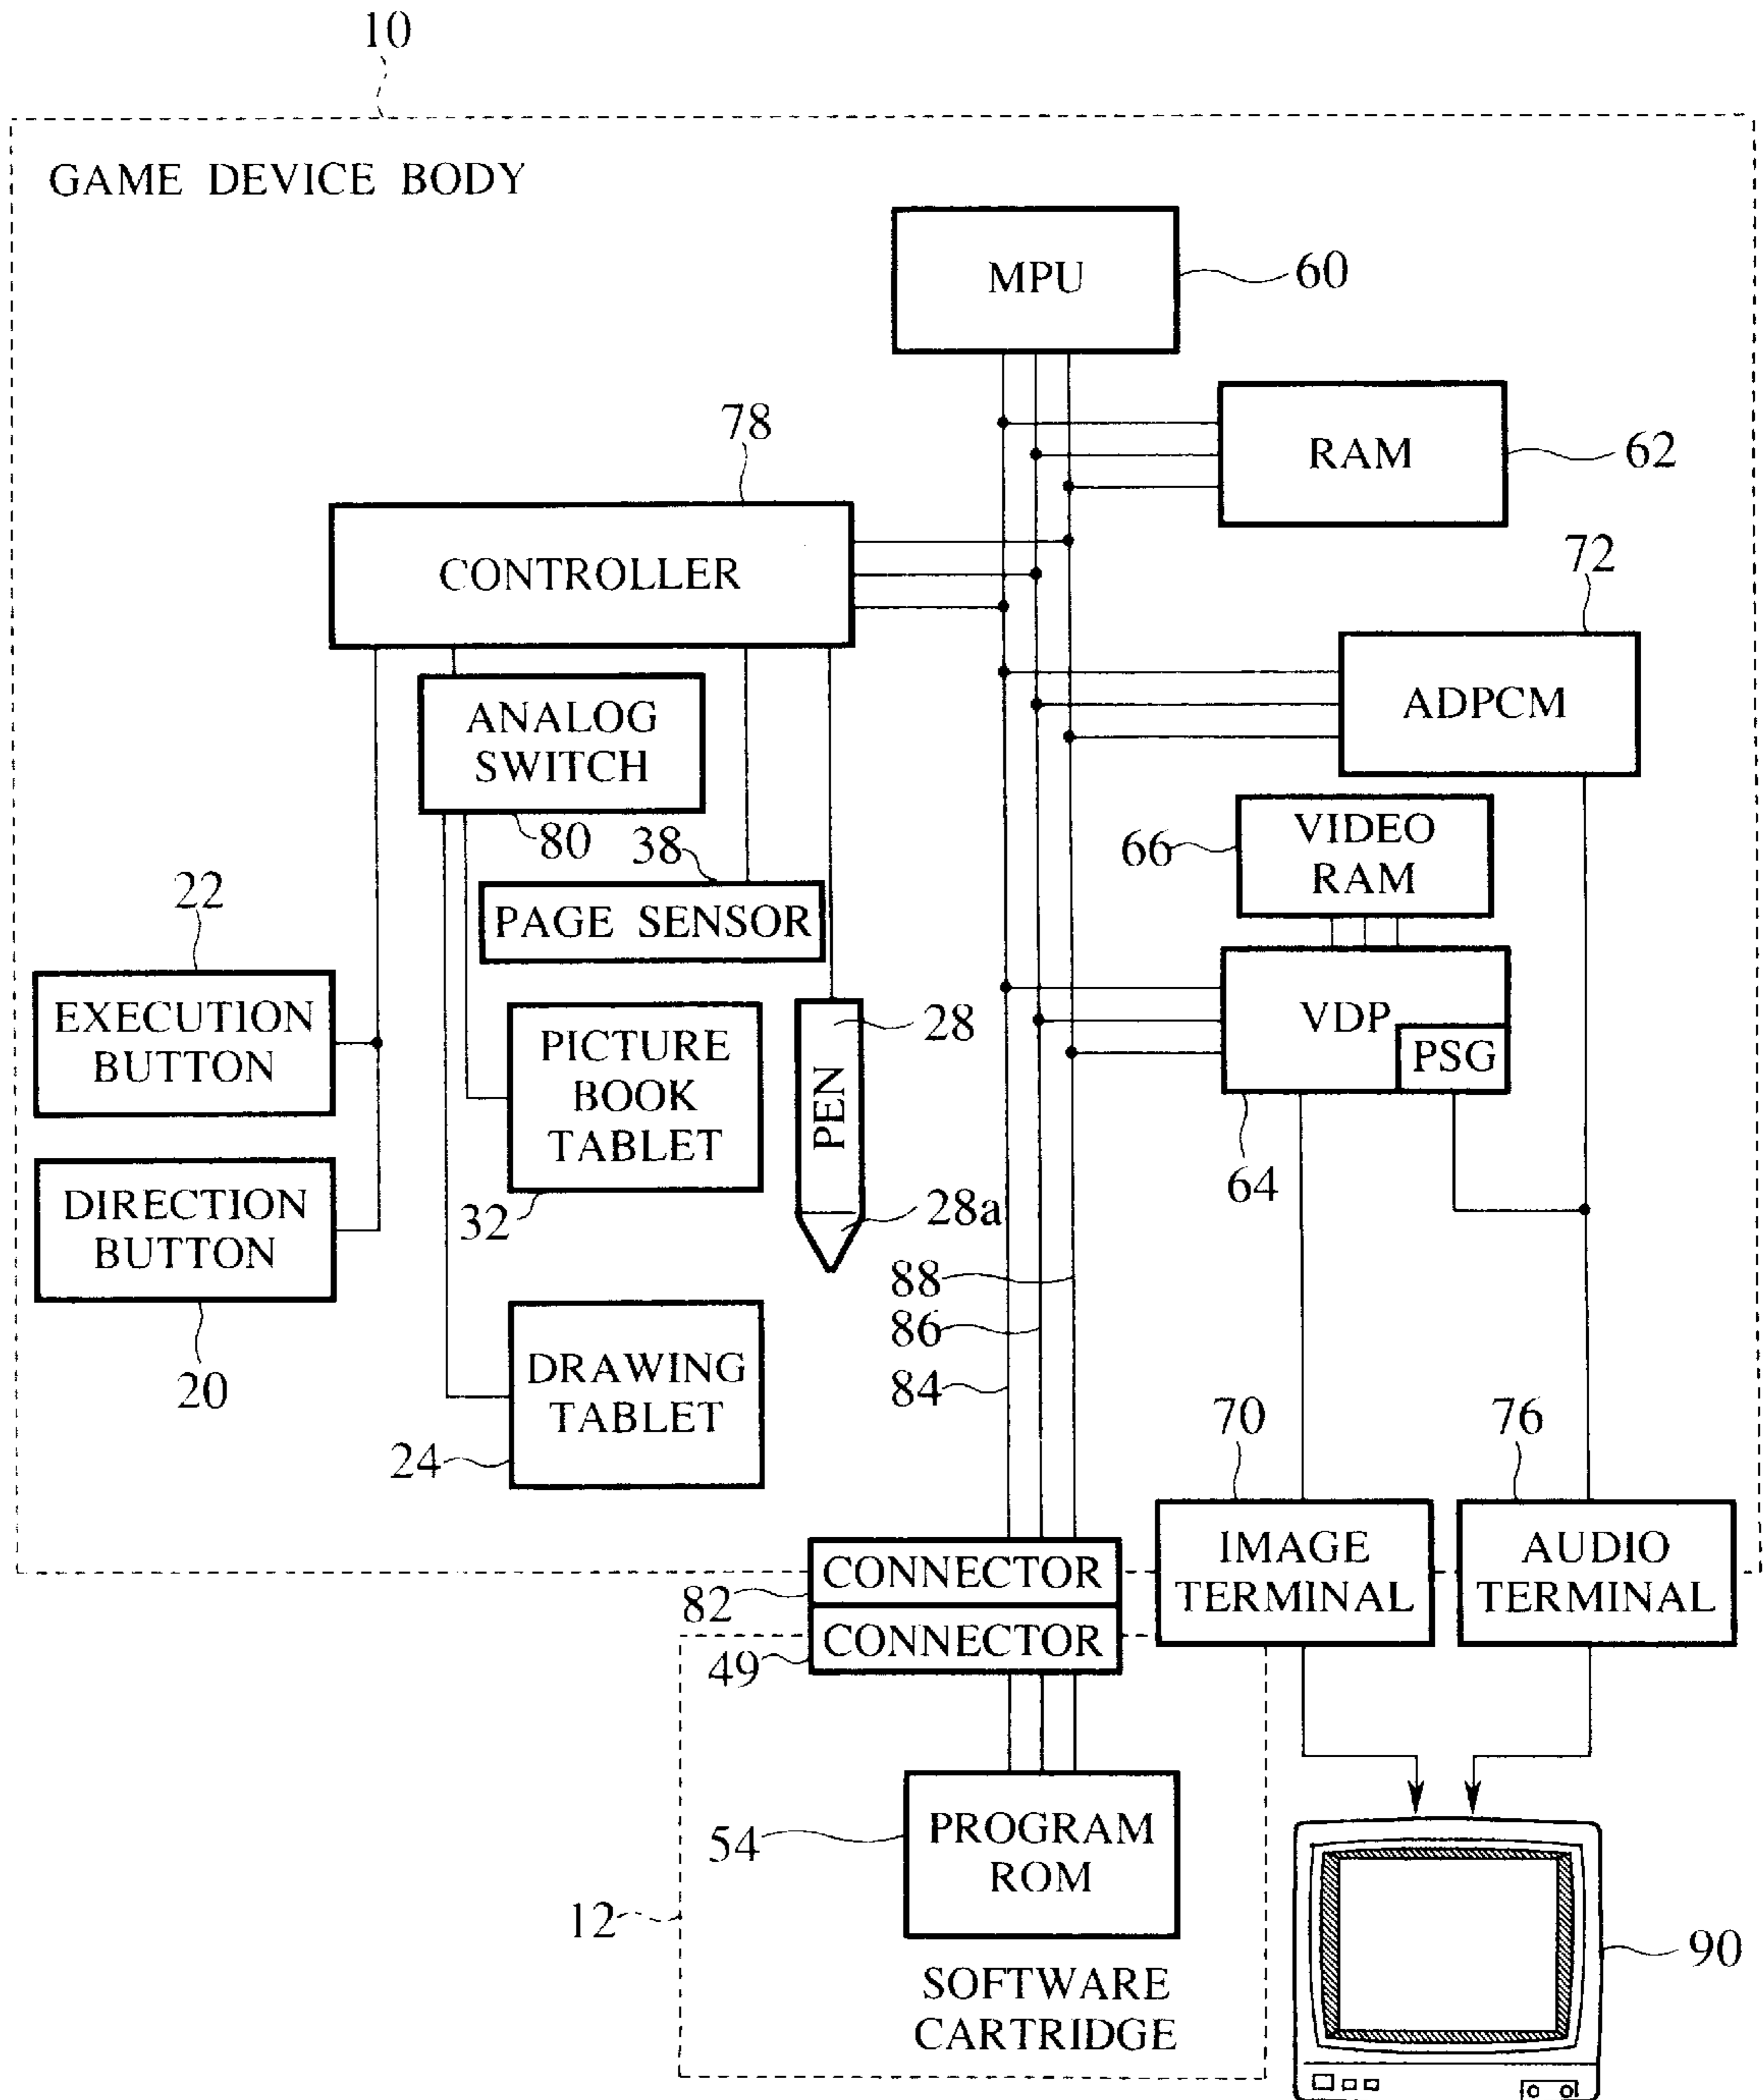 10
GAME DEVICE BODY
MPU
60
RAM
62
78
CONTROLLER
72
ADPCM
ANALOG
SWITCH
80
38
PAGE SENSOR
66
VIDEO
RAM
22
EXECUTION
BUTTON
PICTURE
BOOK
TABLET
32
28
PEN
28a
VDP
PSG
64
DIRECTION
BUTTON
20
88
86
84
DRAWING
TABLET
24
70
76
IMAGE
TERMINAL
AUDIO
TERMINAL
CONNECTOR
82
CONNECTOR
49
54
PROGRAM
ROM
12
SOFTWARE
CARTRIDGE
90